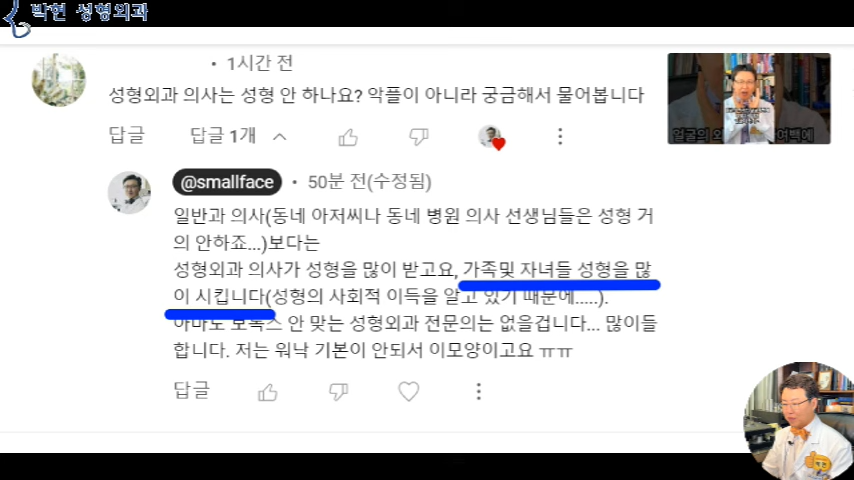 박현 성형외과
· 1시간 전
성형외과 의사는 성형 안 하나요? 악플이 아니라 궁금해서 물어봅니다
답글 답글 1개
얼굴의 여백에
@smallface · 50분 전(수정됨)
일반과 의사(동네 아저씨나 동네 병원 의사 선생님들은 성형 거
의 안하죠...)보다는
성형외과 의사가 성형을 많이 받고요, 가족및 자녀들 성형을 많
이 시킵니다(성형의 사회적 이득을 알고 있기 때문에.....).
아마도 보톡스 안 맞는 성형외과 전문의는 없을겁니다... 많이들
합니다. 저는 워낙 기본이 안되서 이모양이고요 ㅠㅠ
답글